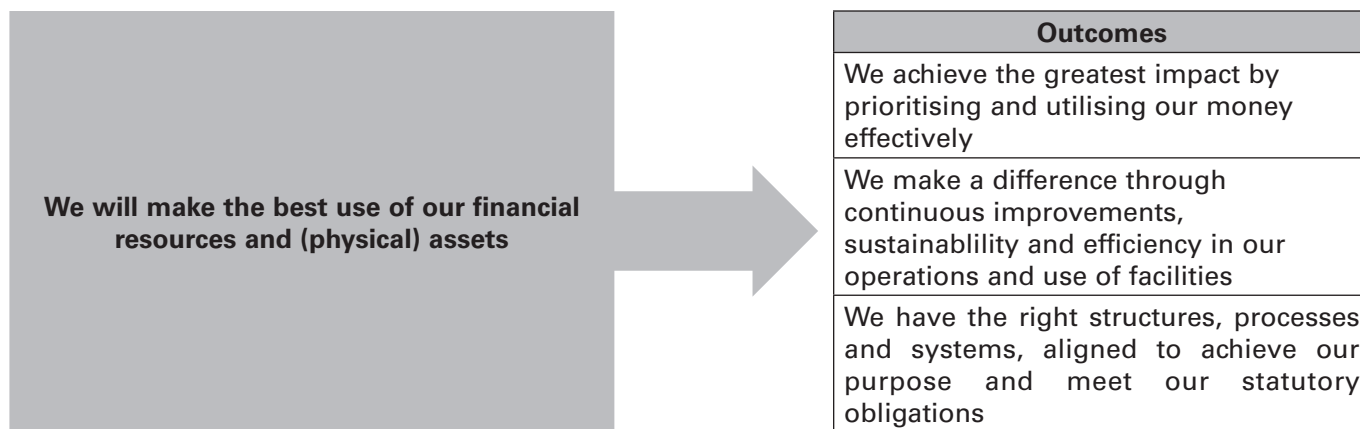 We will make the best use of our financial
resources and (physical) assets
Outcomes
We achieve the greatest impact by
prioritising and utilising our money
effectively
We make a difference through
continuous improvements,
sustainablility and efficiency in our
operations and use of facilities
We have the right structures, processes
and systems, aligned to achieve our
purpose and meet our statutory
obligations